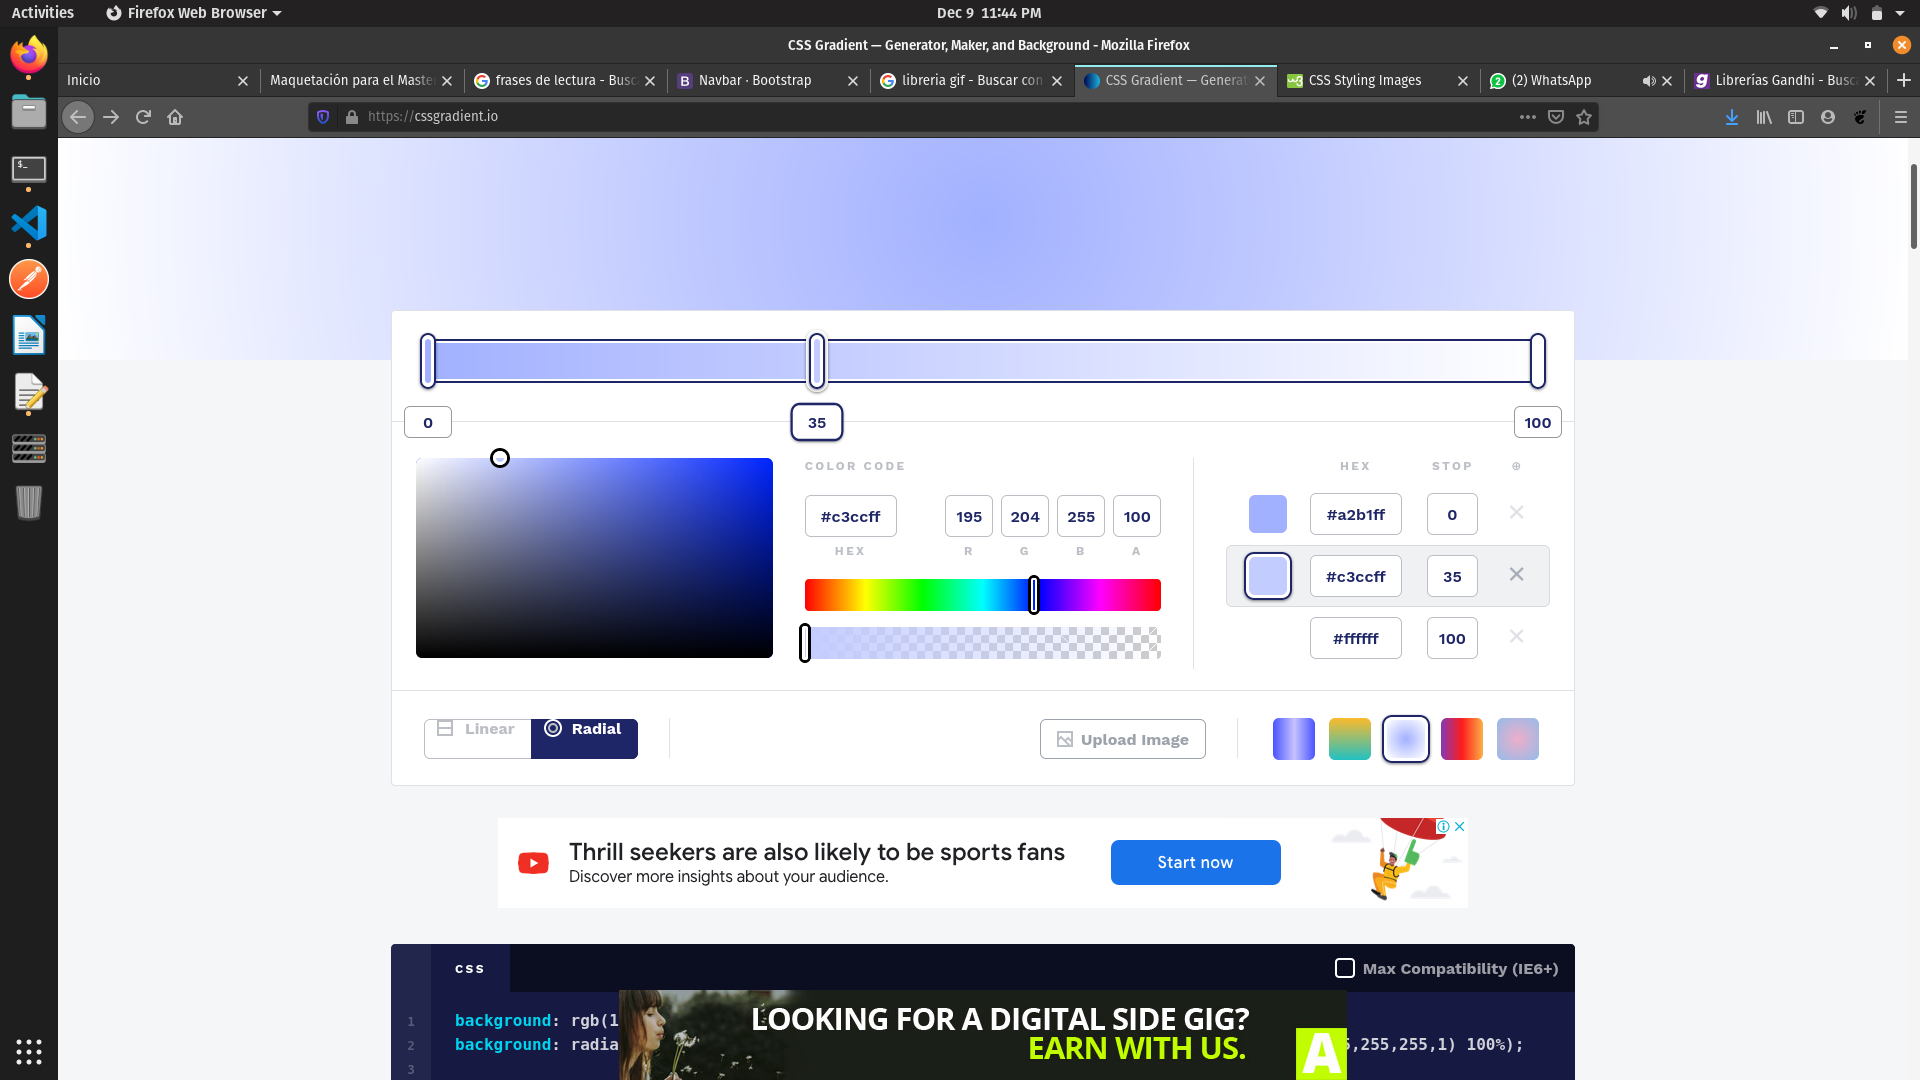 Activities
Firefox Web Browser
Dec 9 11:44 PM
CSS Gradient — Generator, Maker, and Background - Mozilla Firefox
Inicio
Maquetación para el Maste
frases de lectura - Busc
Navbar · Bootstrap
libreria gif - Buscar con
CSS Gradient — Generat
CSS Styling Images
(2) WhatsApp
Librerías Gandhi - Busc
https://cssgradient.io
0
35
100
COLOR CODE
#c3ccff
195
204
255
100
HEX
R
G
B
A
HEX
STOP
#a2b1ff
0
#c3ccff
35
#ffffff
100
Linear
Radial
Upload Image
Thrill seekers are also likely to be sports fans
Discover more insights about your audience.
Start now
css
Max Compatibility (IE6+)
1
background: rgb(1
2
background: radia
5,255,255,1) 100%);
3
LOOKING FOR A DIGITAL SIDE GIG?
EARN WITH US.
A